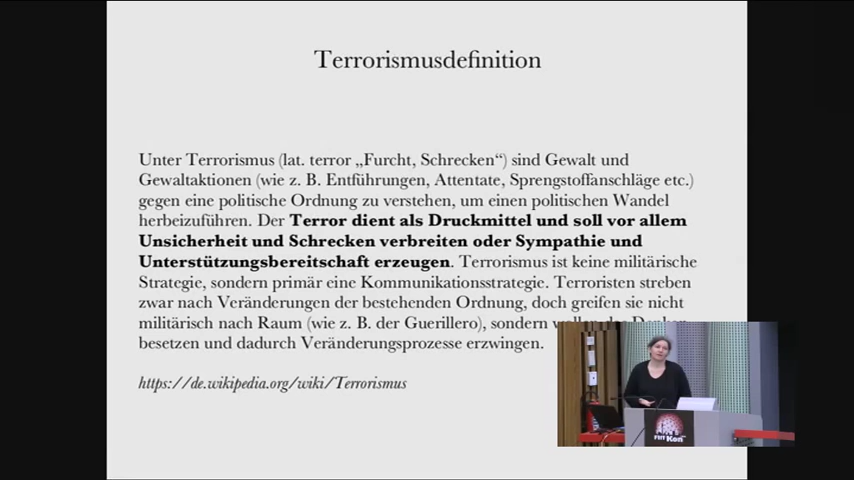 Terrorismusdefinition
Unter Terrorismus (lat. terror „Furcht, Schrecken“) sind Gewalt und
Gewaltaktionen (wie z. B. Entführungen, Attentate, Sprengstoffanschläge etc.)
gegen eine politische Ordnung zu verstehen, um einen politischen Wandel
herbeizuführen. Der Terror dient als Druckmittel und soll vor allem
Unsicherheit und Schrecken verbreiten oder Sympathie und
Unterstützungsbereitschaft erzeugen. Terrorismus ist keine militärische
Strategie, sondern primär eine Kommunikationsstrategie. Terroristen streben
zwar nach Veränderungen der bestehenden Ordnung, doch greifen sie nicht
militärisch nach Raum (wie z. B. der Guerillero), sondern
besetzen und dadurch Veränderungsprozesse erzwingen.
https://de.wikipedia.org/wiki/Terrorismus
FIfF
Kon